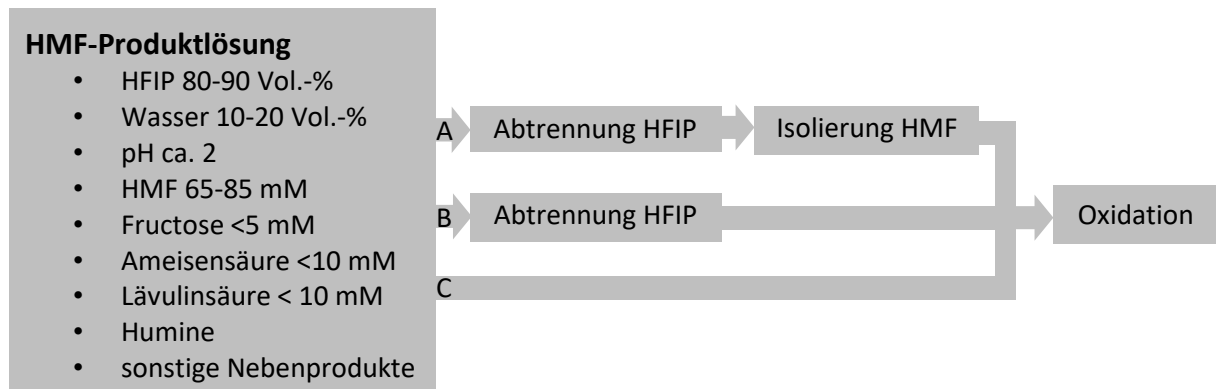 HMF-Produktlösung
• HFIP 80-90 Vol.-%
• Wasser 10-20 Vol.-%
• pH ca. 2
• HMF 65-85 mM
• Fructose <5 mM
• Ameisensäure <10 mM
• Lävulinsäure < 10 mM
• Humine
• sonstige Nebenprodukte
A
Abtrennung HFIP
Isolierung HMF
B
Abtrennung HFIP
C
Oxidation